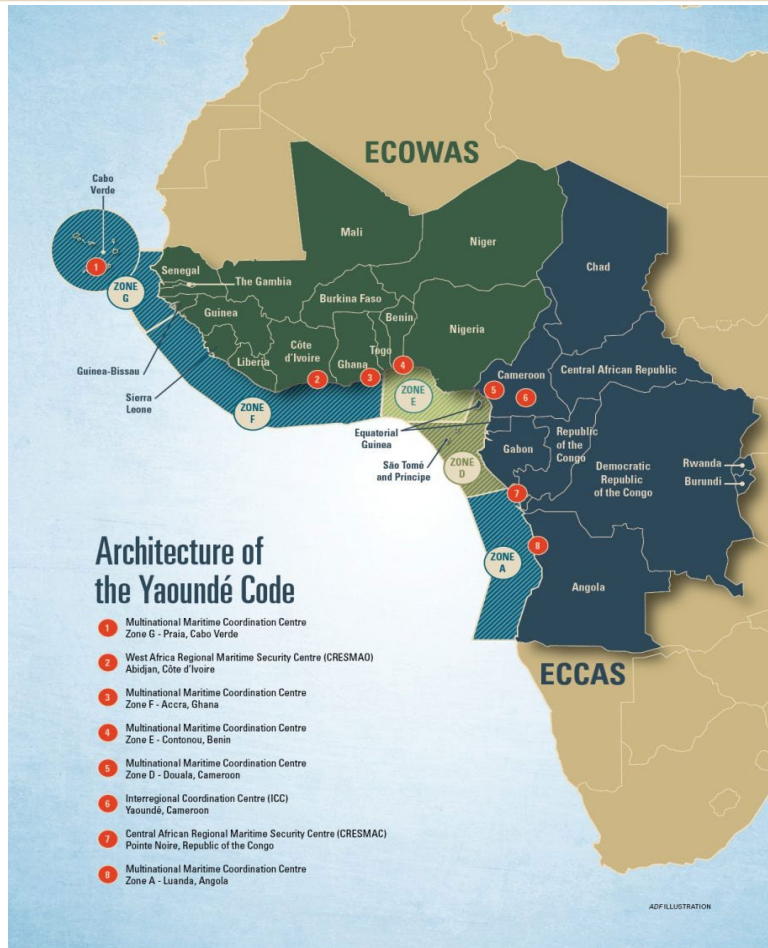 ECOWAS
Cabo
Verde
Mali
Niger
Chad
1
Senegal
The Gambia
ZONE
G
Burkina Faso
Guinea
Benin
Nigeria
Côte
d'Ivoire
Togo
Liberia
Ghana
4
Cameroon
Central African Republic
Guinea-Bissau
2
3
5
6
ZONE
E
Sierra
Leone
ZONE
F
Equatorial
Guinea
Republic
of the
Congo
Gabon
São Tomé
and Príncipe
ZONE
D
Democratic
Republic
of the Congo
Rwanda
Burundi
7
8
ZONE
A
Angola
ECCAS
Architecture of
the Yaoundé Code
1 Multinational Maritime Coordination Centre
Zone G - Praia, Cabo Verde
2 West Africa Regional Maritime Security Centre (CRESMAO)
Abidjan, Côte d'Ivoire
3 Multinational Maritime Coordination Centre
Zone F - Accra, Ghana
4 Multinational Maritime Coordination Centre
Zone E - Contonou, Benin
5 Multinational Maritime Coordination Centre
Zone D - Douala, Cameroon
6 Interregional Coordination Centre (ICC)
Yaoundé, Cameroon
7 Central African Regional Maritime Security Centre (CRESMAC)
Pointe Noire, Republic of the Congo
8 Multinational Maritime Coordination Centre
Zone A - Luanda, Angola
ADF ILLUSTRATION